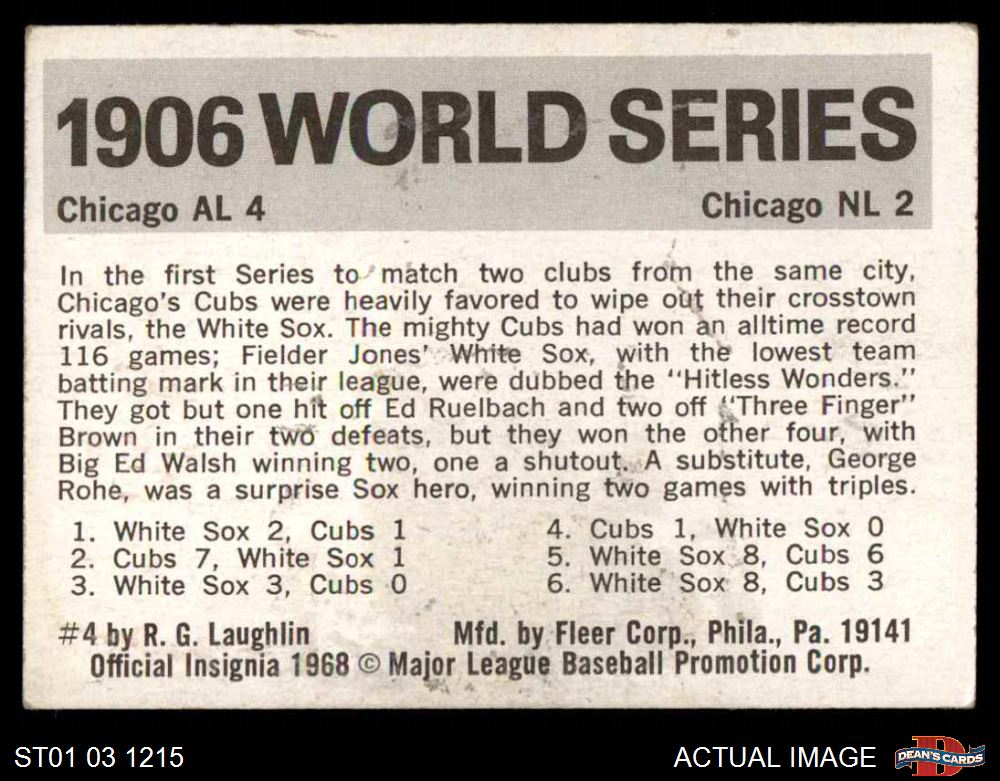 1906 WORLD SERIES
Chicago AL 4 Chicago NL 2
In the first Series to match two clubs from the same city,
Chicago's Cubs were heavily favored to wipe out their crosstown
rivals, the White Sox. The mighty Cubs had won an alltime record
116 games; Fielder Jones' White Sox, with the lowest team
batting mark in their league, were dubbed the "Hitless Wonders."
They got but one hit off Ed Ruelbach and two off "Three Finger"
Brown in their two defeats, but they won the other four, with
Big Ed Walsh winning two, one a shutout. A substitute, George
Rohe, was a surprise Sox hero, winning two games with triples.
1. White Sox 2, Cubs 1
2. Cubs 7, White Sox 1
3. White Sox 3, Cubs 0
4. Cubs 1, White Sox 0
5. White Sox 8, Cubs 6
6. White Sox 8, Cubs 3
#4 by R. G. Laughlin Mfd. by Fleer Corp., Phila., Pa. 19141
Official Insignia 1968 © Major League Baseball Promotion Corp.
ST01 03 1215 ACTUAL IMAGE
D
DEAN'S CARDS